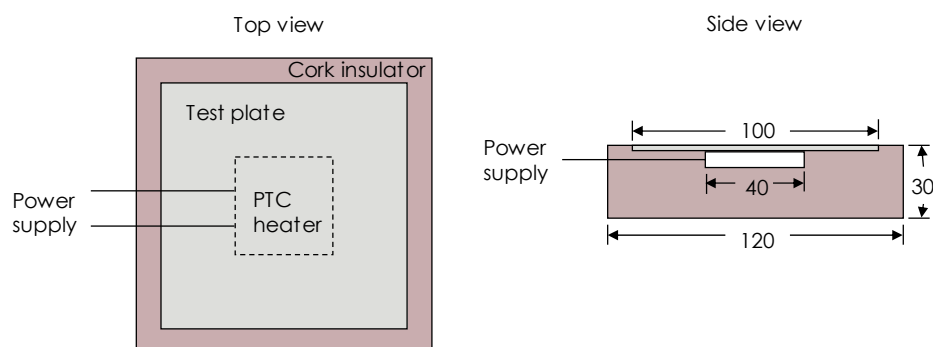 Top view
Cork insulator
Test plate
PTC
heater
Power
supply
Side view
100
Power
supply
40
30
120